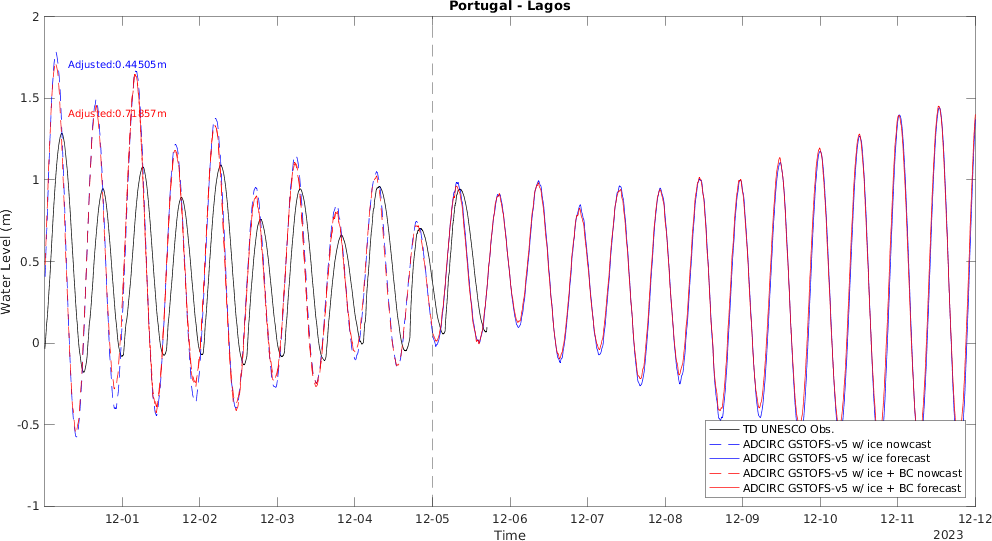 Portugal - Lagos
2
Adjusted:0.44505m
1.5
Adjusted:0.71857m
1
Water Level (m)
0.5
0
-0.5
TD UNESCO Obs.
ADCIRC GSTOFS-v5 w/ ice nowcast
ADCIRC GSTOFS-v5 w/ ice forecast
ADCIRC GSTOFS-v5 w/ ice + BC nowcast
ADCIRC GSTOFS-v5 w/ ice + BC forecast
-1
12-01 12-02 12-03 12-04 12-05 12-06 12-07 12-08 12-09 12-10 12-11 12-12
Time
2023